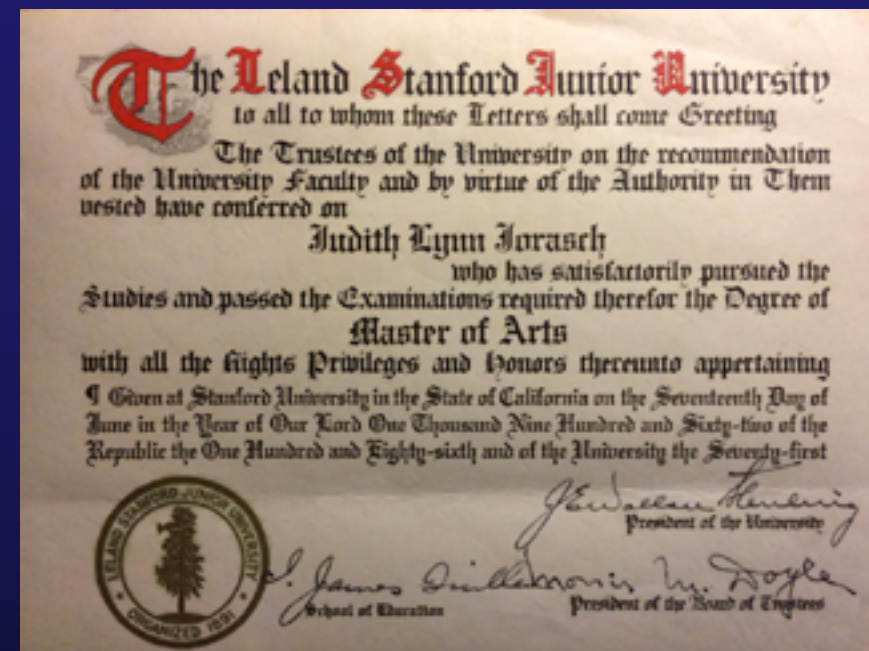 The Leland Stanford Junior University
to all to whom these Letters shall come Greeting
The Trustees of the University on the recommendation
of the University Faculty and by virtue of the Authority in Them
vested have conferred on
Judith Lynn Jorasch
who has satisfactorily pursued the
Studies and passed the Examinations required therefor the Degree of
Master of Arts
with all the Rights Privileges and Honors thereunto appertaining
¶ Given at Stanford University in the State of California on the Seventeenth Day of
June in the Year of Our Lord One Thousand Nine Hundred and Sixty-two of the
Republic the One Hundred and Eighty-sixth and of the University the Seventy-first
LELAND STANFORD JUNIOR UNIVERSITY
ORGANIZED 1891
J E Wallace Sterling
President of the University
I. James
School of Education
Morris M. Doyle
President of the Board of Trustees